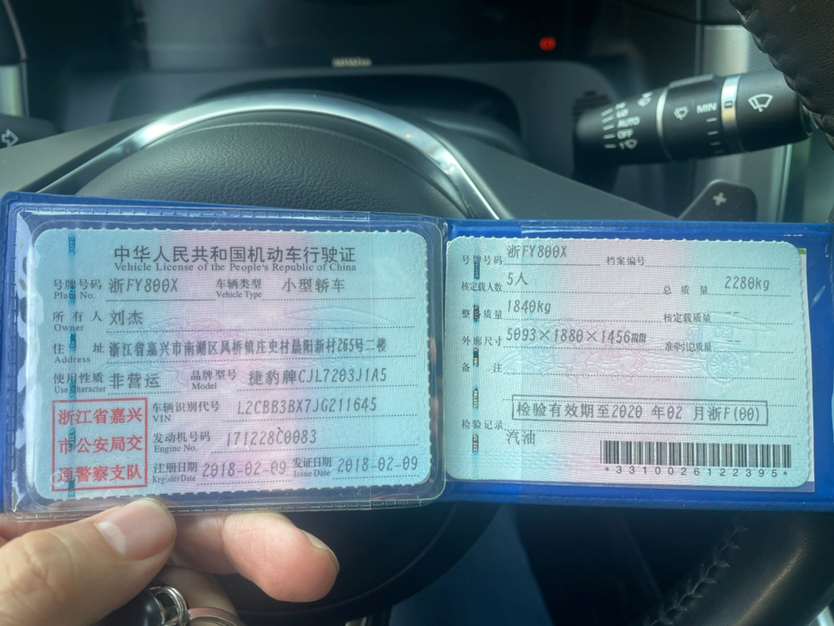 中华人民共和国机动车行驶证
Vehicle License of the People's Republic of China
号牌号码 浙FY800X 车辆类型 小型轿车
Plate No. Vehicle Type
所有人 刘杰
Owner
住址 浙江省嘉兴市南湖区凤桥镇庄史村晨阳新村265号二楼
Address
使用性质 非营运 品牌型号 捷豹牌CJL7203J1A5
Use Character Model
浙江省嘉兴
市公安局交
通警察支队
车辆识别代号 L2CBB3BX7JG211645
VIN
发动机号码 171228C0083
Engine No.
注册日期 2018-02-09 发证日期 2018-02-09
Register Date Issue Date
号牌号码 浙FY800X 档案编号
核定载人数 5人 总质量 2280kg
整备质量 1840kg 核定载质量 --
外廓尺寸 5093×1880×1456 准牵引总质量 --
备注
检验有效期至2020年02月浙F(00)
检验记录
汽油
*3310026122395*
MIN
LO
AUTO
OFF
+